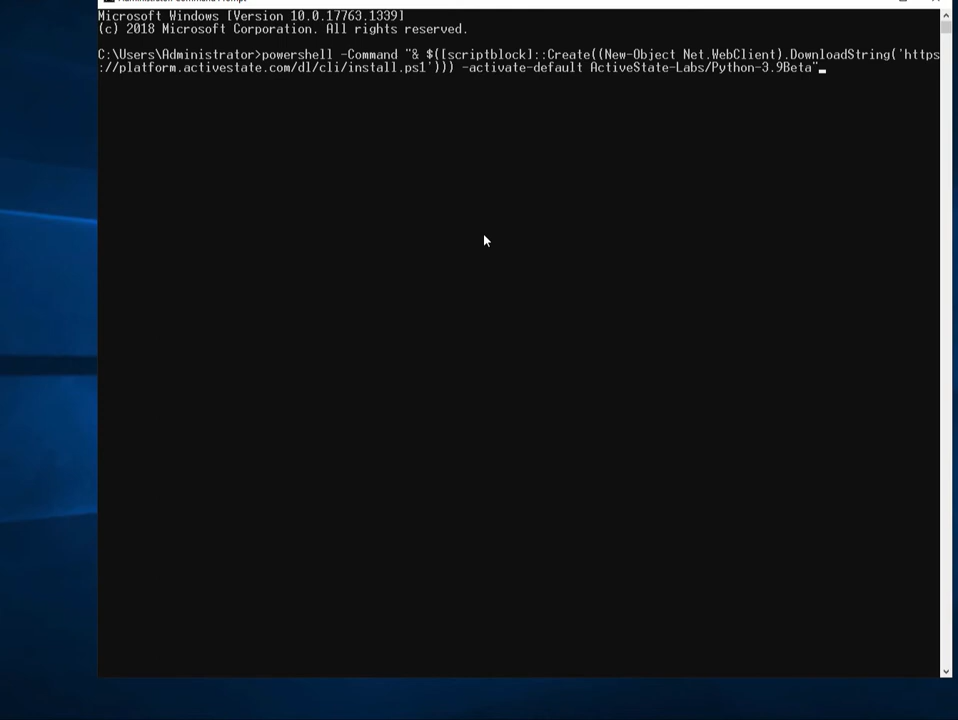 Microsoft Windows [Version 10.0.17763.1339]
(c) 2018 Microsoft Corporation. All rights reserved.
C:\Users\Administrator>powershell -Command "& $([scriptblock]::Create((New-Object Net.WebClient).DownloadString('https
://platform.activestate.com/dl/cli/install.ps1'))) -activate-default ActiveState-Labs/Python-3.9Beta"